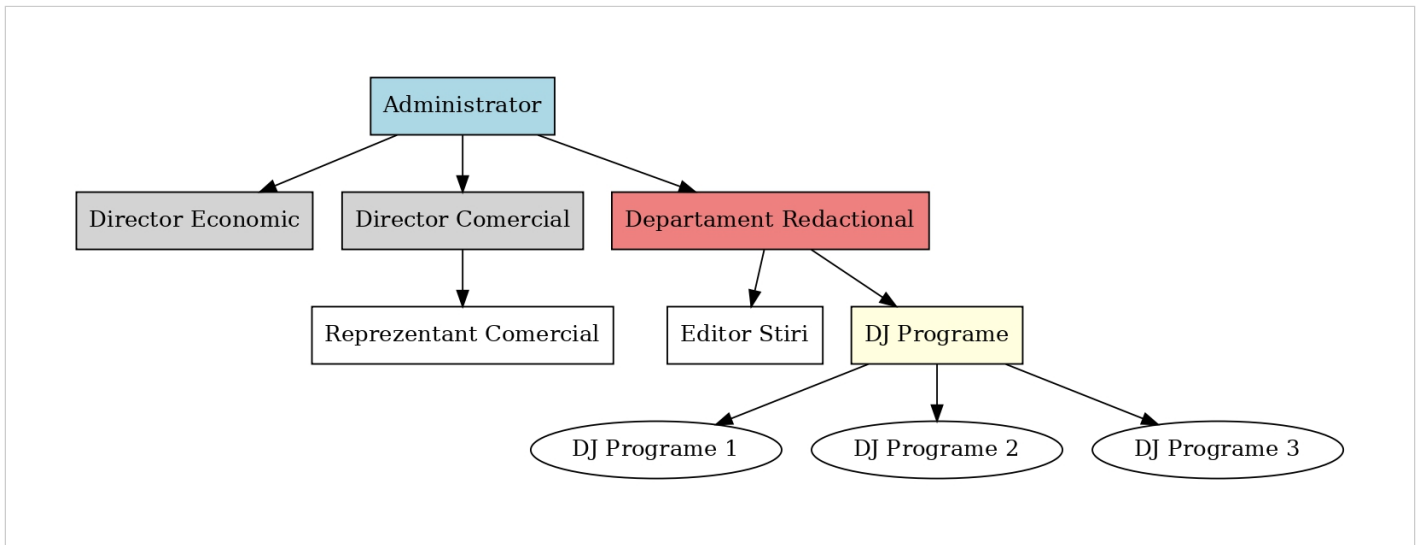 Administrator
Director Economic
Director Comercial
Departament Redactional
Reprezentant Comercial
Editor Stiri
DJ Programe
DJ Programe 1
DJ Programe 2
DJ Programe 3